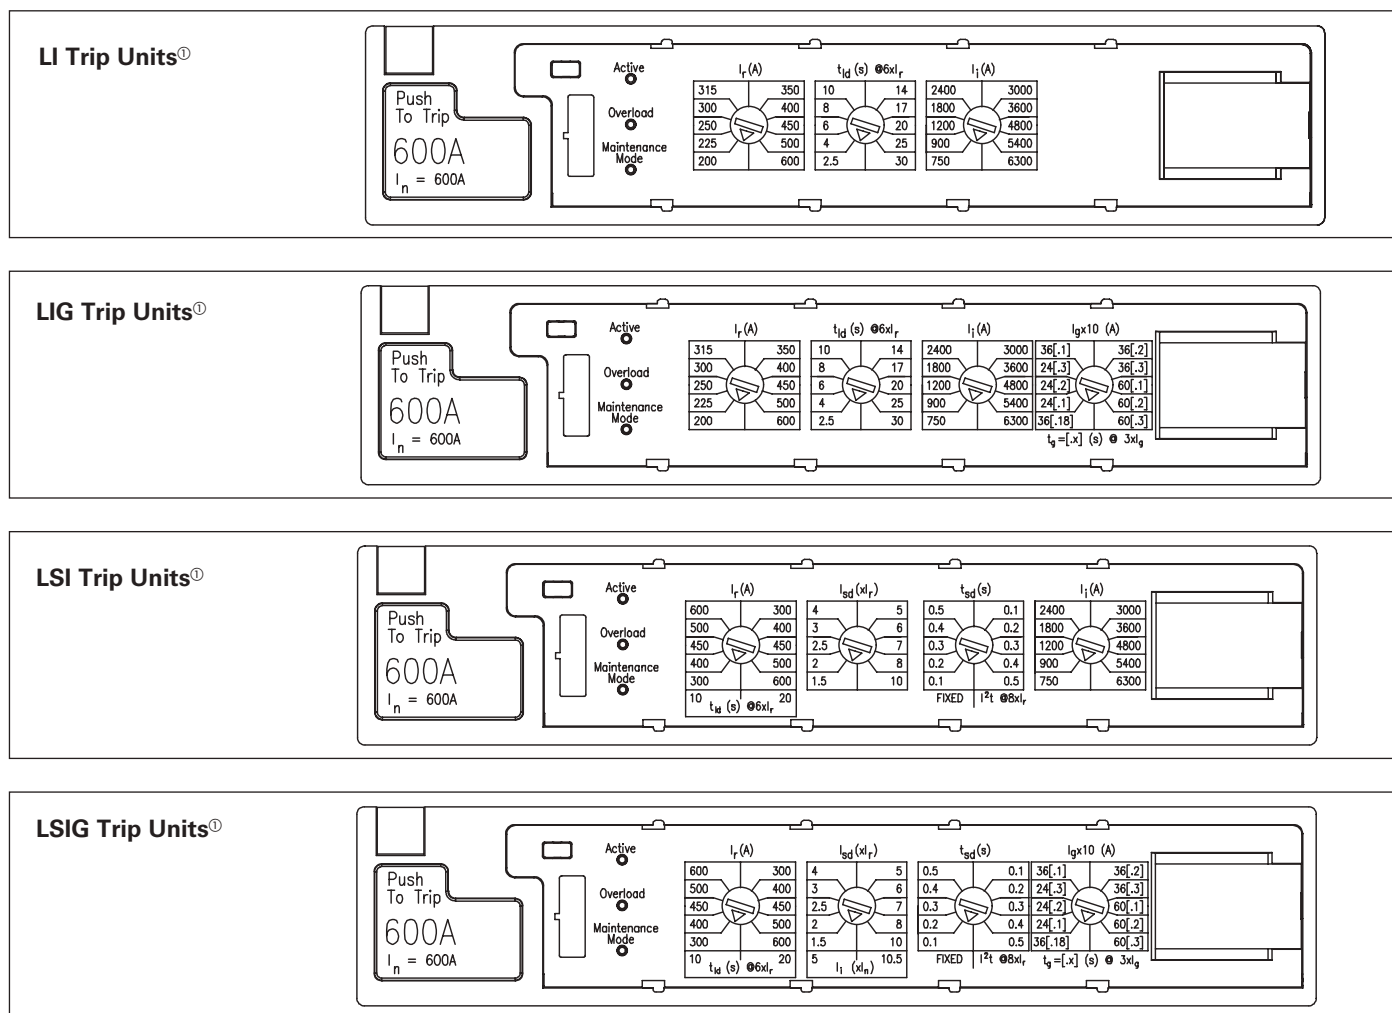 LI Trip Units①
Push
To Trip
600A
In = 600A
Active
Overload
Maintenance
Mode
Ir(A)
315 350
300 400
250 450
225 500
200 600
tld (s) @6xIr
10 14
8 17
6 20
4 25
2.5 30
Ii(A)
2400 3000
1800 3600
1200 4800
900 5400
750 6300
LIG Trip Units①
Push
To Trip
600A
In = 600A
Active
Overload
Maintenance
Mode
Ir(A)
315 350
300 400
250 450
225 500
200 600
tld (s) @6xIr
10 14
8 17
6 20
4 25
2.5 30
Ii(A)
2400 3000
1800 3600
1200 4800
900 5400
750 6300
Igx10 (A)
36[.1] 36[.2]
24[.3] 36[.3]
24[.2] 60[.1]
24[.1] 60[.2]
36[.18] 60[.3]
tg=[.x] (s) @ 3xIg
LSI Trip Units①
Push
To Trip
600A
In = 600A
Active
Overload
Maintenance
Mode
Ir(A)
600 300
500 400
450 450
400 500
300 600
10 20
tld (s) @6xIr
Isd(xIr)
4 5
3 6
2.5 7
2 8
1.5 10
tsd(s)
0.5 0.1
0.4 0.2
0.3 0.3
0.2 0.4
0.1 0.5
FIXED I²t @8xIr
Ii(A)
2400 3000
1800 3600
1200 4800
900 5400
750 6300
LSIG Trip Units①
Push
To Trip
600A
In = 600A
Active
Overload
Maintenance
Mode
Ir(A)
600 300
500 400
450 450
400 500
300 600
10 20
tld (s) @6xIr
Isd(xIr)
4 5
3 6
2.5 7
2 8
1.5 10
5 10.5
Ii (xIn)
tsd(s)
0.5 0.1
0.4 0.2
0.3 0.3
0.2 0.4
0.1 0.5
FIXED I²t @8xIr
Igx10 (A)
36[.1] 36[.2]
24[.3] 36[.3]
24[.2] 60[.1]
24[.1] 60[.2]
36[.18] 60[.3]
tg=[.x] (s) @ 3xIg